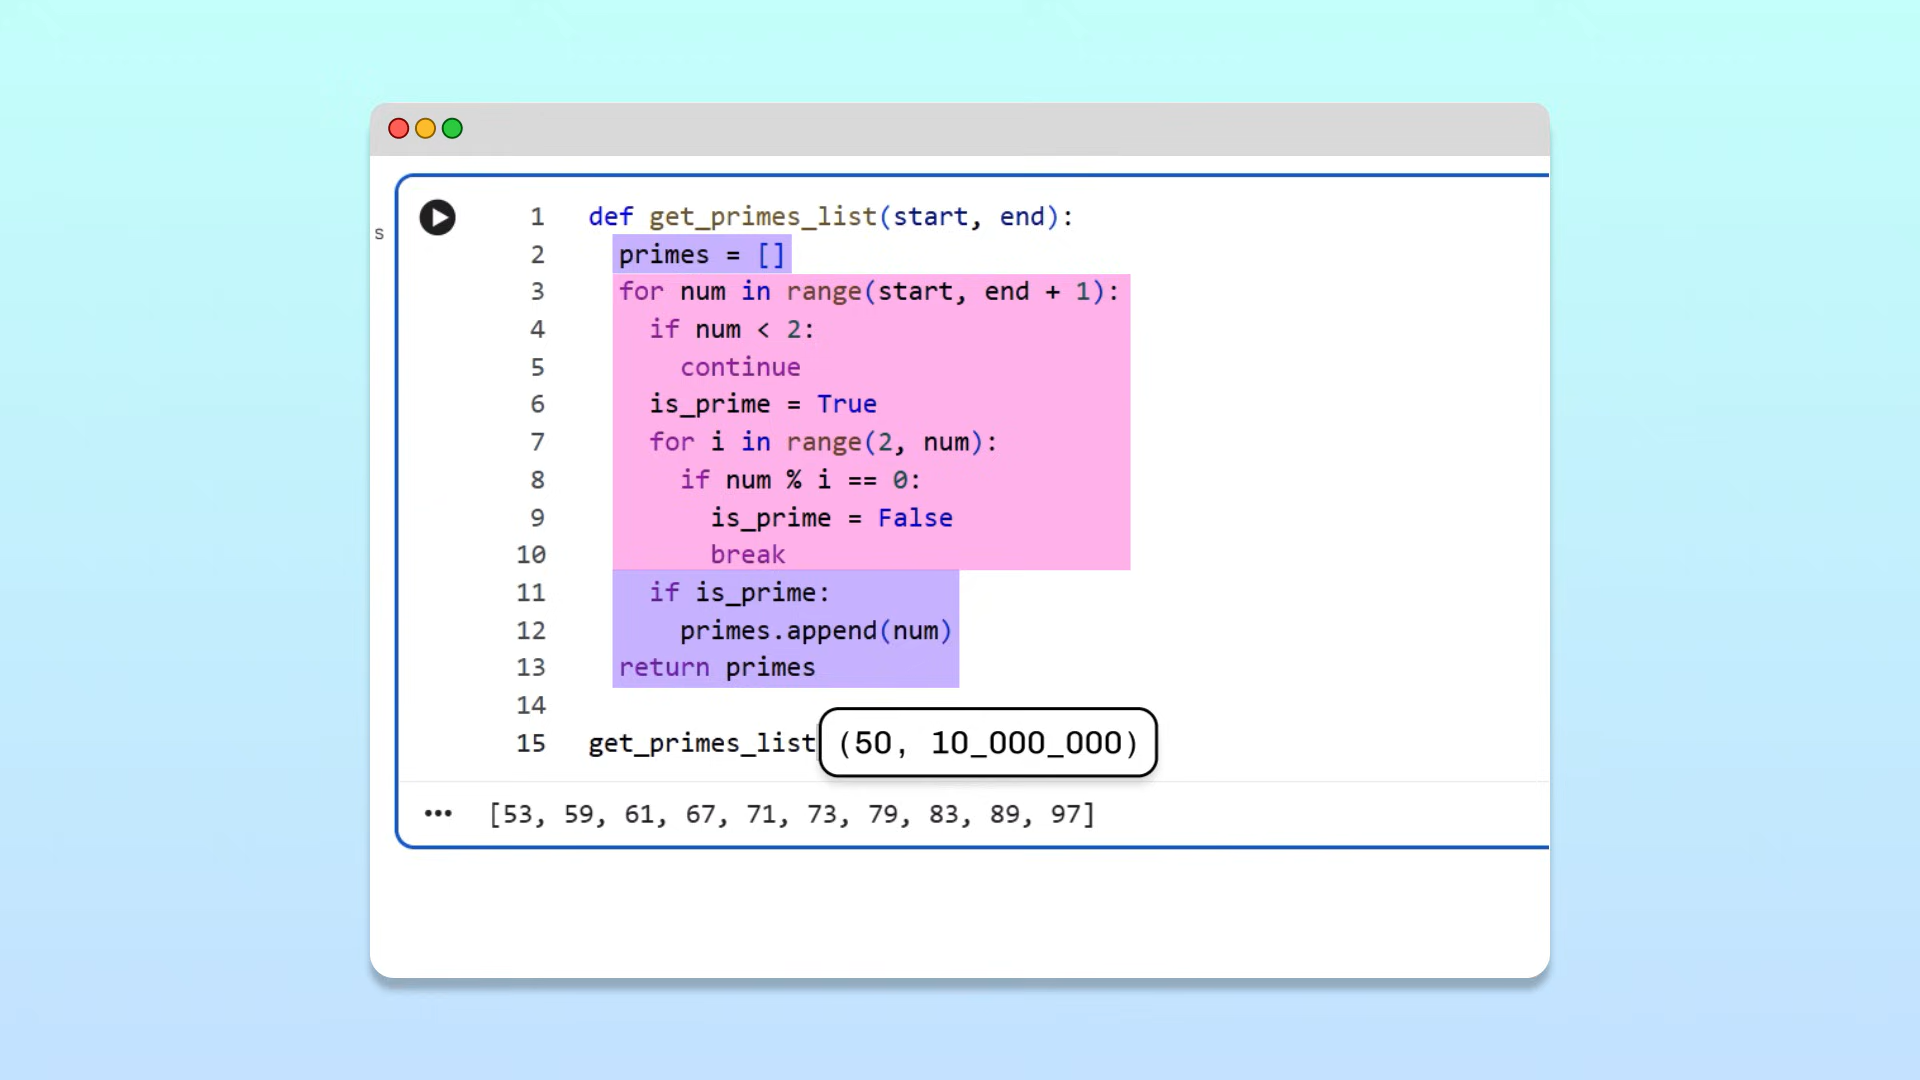 s
1 def get_primes_list(start, end):
2 primes = []
3 for num in range(start, end + 1):
4 if num < 2:
5 continue
6 is_prime = True
7 for i in range(2, num):
8 if num % i == 0:
9 is_prime = False
10 break
11 if is_prime:
12 primes.append(num)
13 return primes
14
15 get_primes_list(50, 10_000_000)
••• [53, 59, 61, 67, 71, 73, 79, 83, 89, 97]